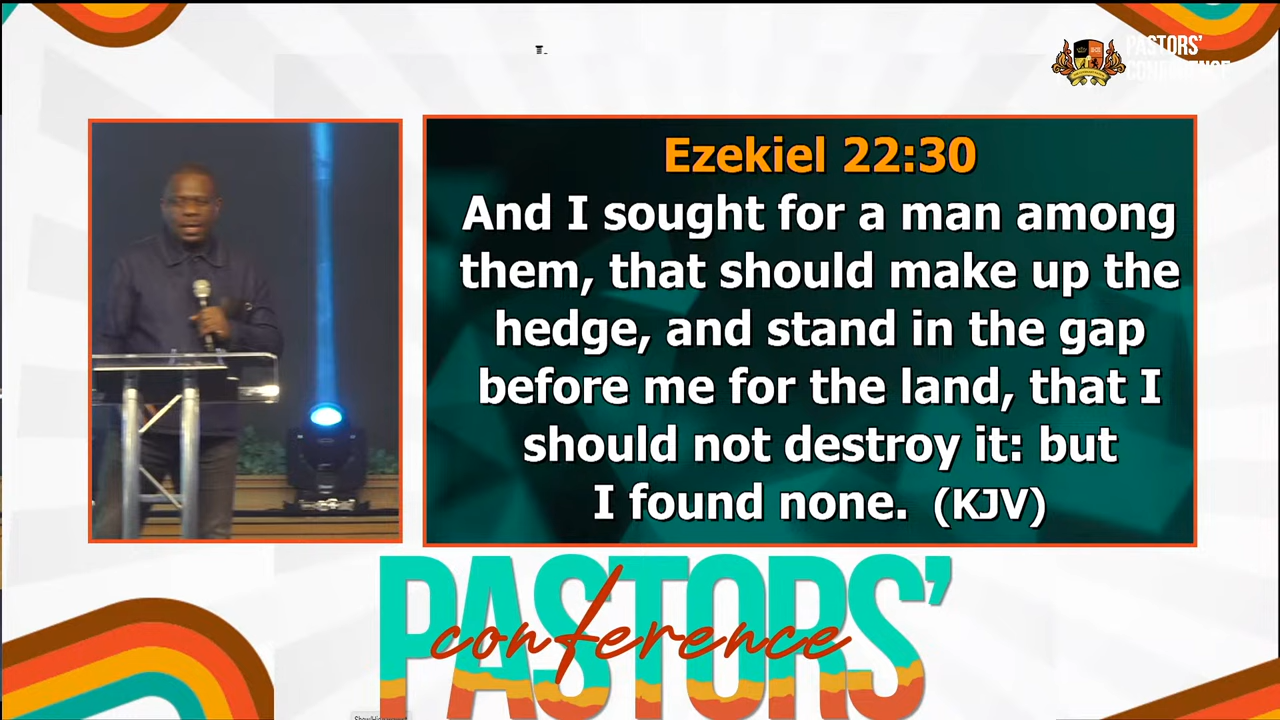 PASTORS'
CONFERENCE
Ezekiel 22:30
And I sought for a man among
them, that should make up the
hedge, and stand in the gap
before me for the land, that I
should not destroy it: but
I found none. (KJV)
PASTORS'
conference